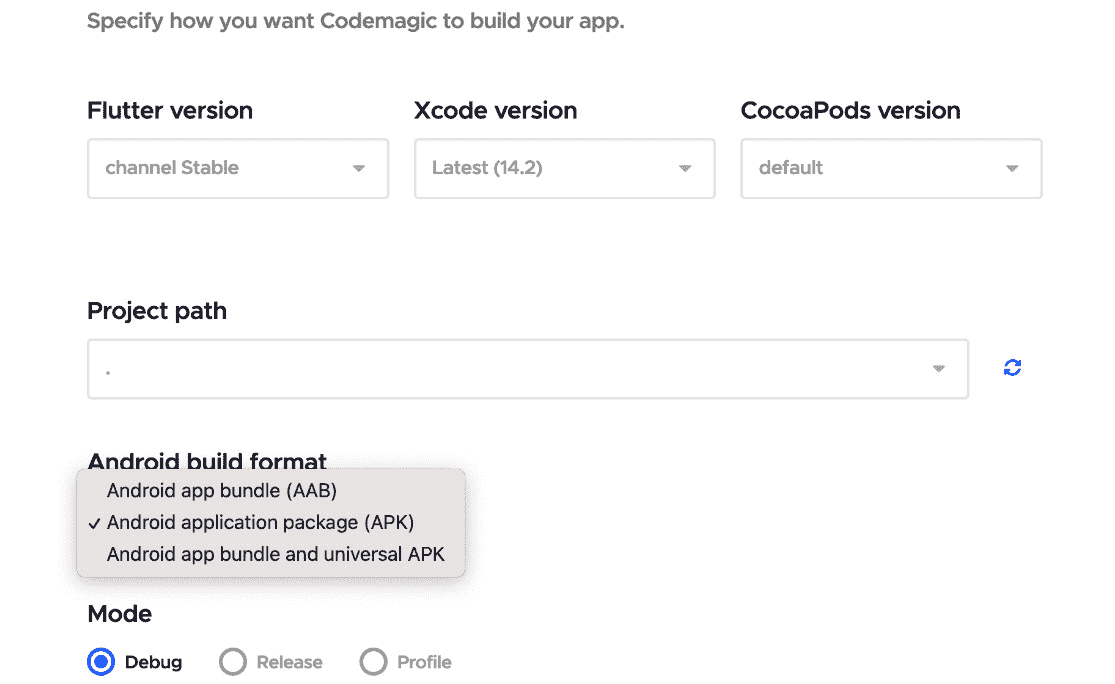 Specify how you want Codemagic to build your app.
Flutter version Xcode version CocoaPods version
channel Stable Latest (14.2) default
Project path
.
Android build format
Android app bundle (AAB)
✓ Android application package (APK)
Android app bundle and universal APK
Mode
Debug Release Profile